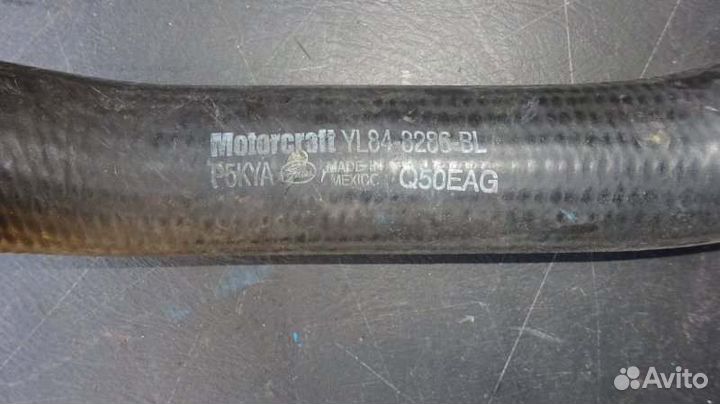 Motorcraft YL84-8286-BL
P5KYA MADE IN MEXICO Q50EAG
Avito